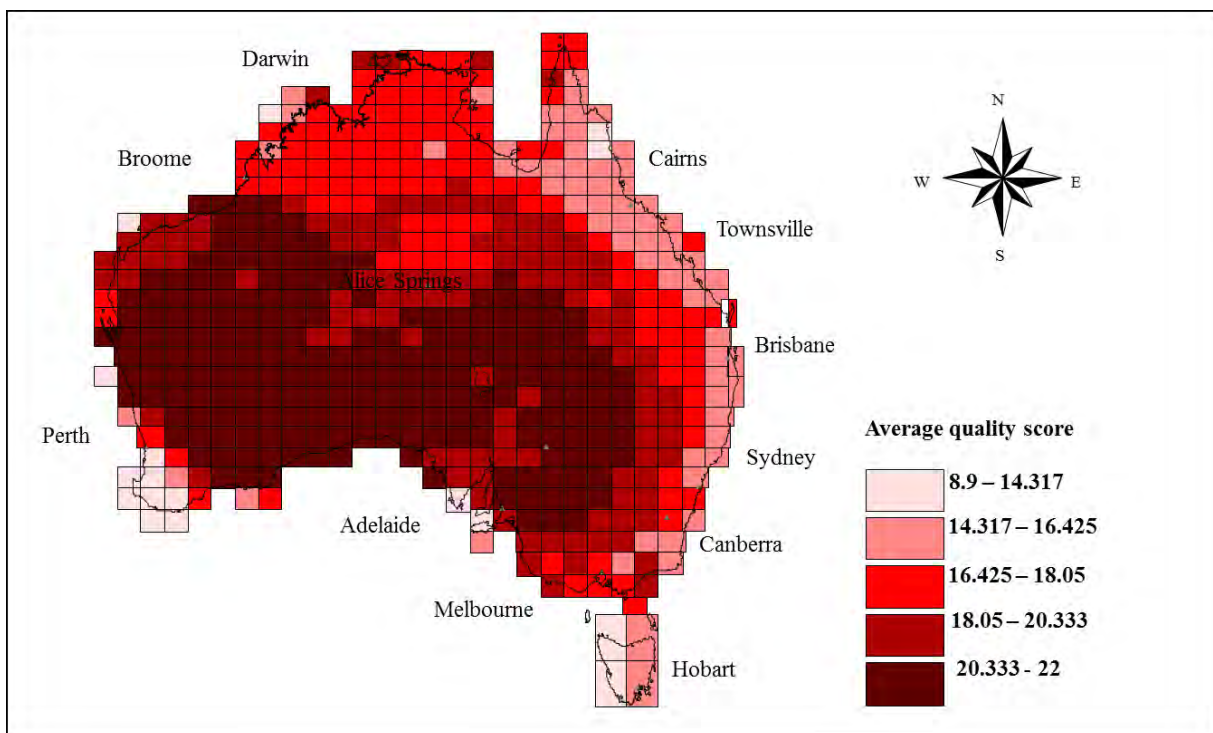 Darwin
N
Broome
Cairns
W
E
Townsville
S
Alice Springs
Brisbane
Average quality score
Perth
Sydney
8.9 – 14.317
Adelaide
14.317 – 16.425
Canberra
16.425 – 18.05
Melbourne
18.05 – 20.333
Hobart
20.333 - 22